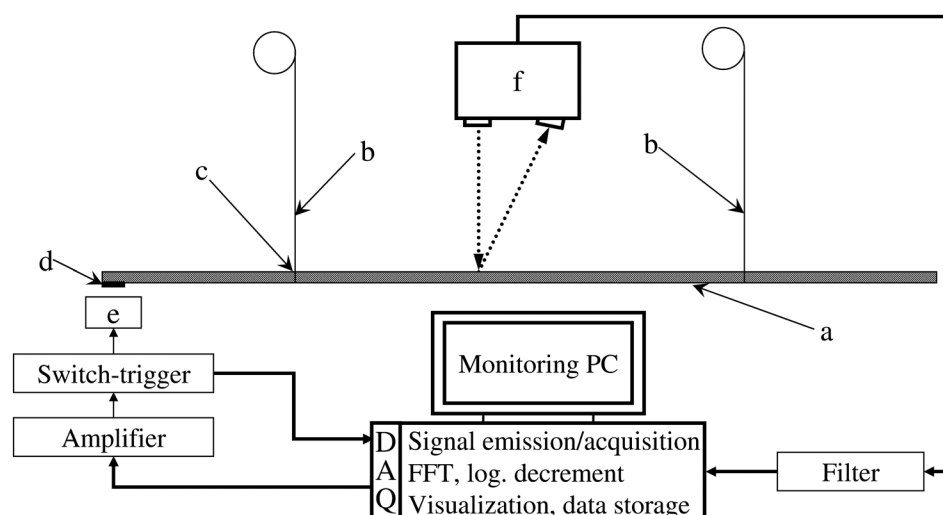 f
b
b
c
d
e
a
Switch-trigger
Monitoring PC
Amplifier
D
A
Q
Signal emission/acquisition
FFT, log. decrement
Visualization, data storage
Filter